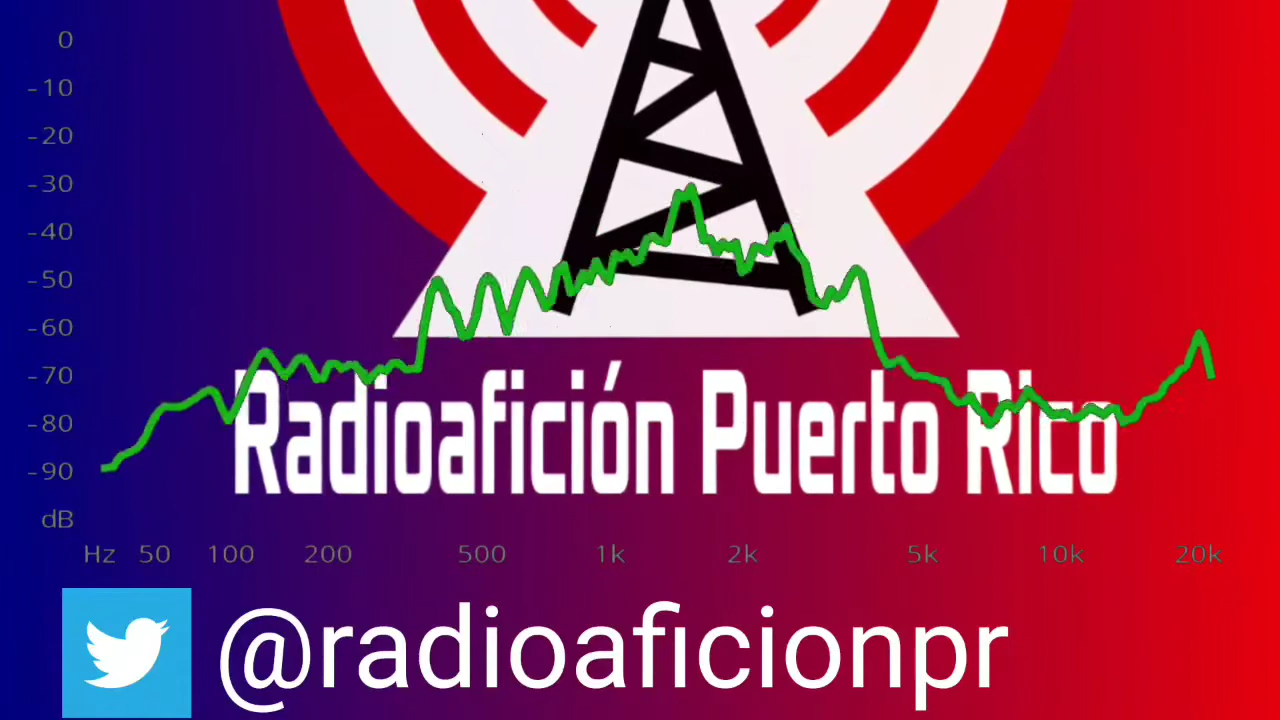 0
-10
-20
-30
-40
-50
-60
-70
-80
-90
dB
Radioafición Puerto Rico
Hz 50 100 200 500 1k 2k 5k 10k 20k
@radioaficionpr